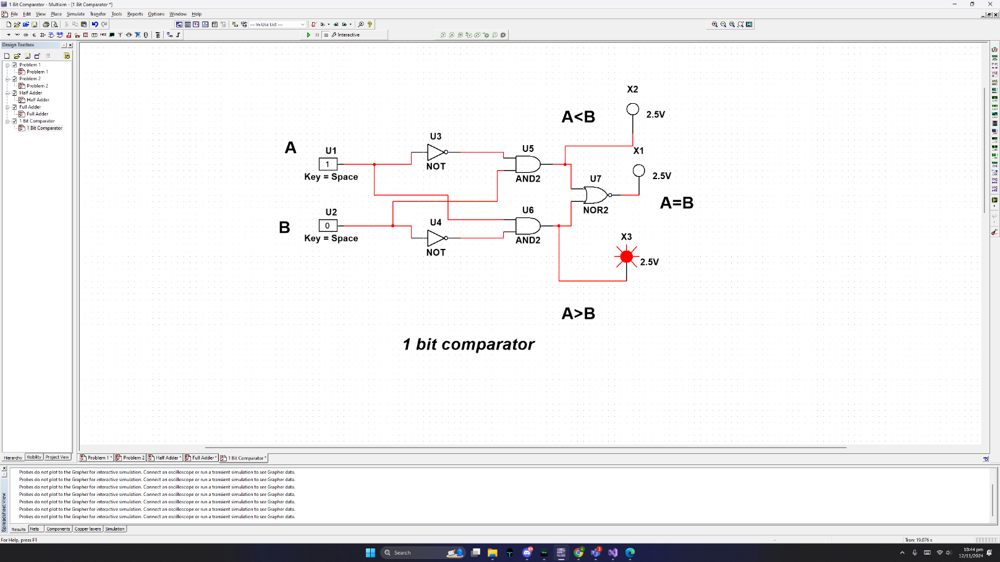 1 Bit Comparator - Multisim - [1 Bit Comparator *]
File Edit View Place Simulate Transfer Tools Reports Options Window Help
--- In-Use List ---
Interactive
Design Toolbox
Problem 1
Problem 1
Problem 2
Problem 2
Half Adder
Half Adder
Full Adder
Full Adder
1 Bit Comparator
1 Bit Comparator
Hierarchy Visibility Project View
X2
2.5V
A<B
U3
NOT
A
U1
1
Key = Space
U5
AND2
X1
2.5V
U7
NOR2
A=B
B
U2
0
Key = Space
U4
NOT
U6
AND2
X3
2.5V
A>B
1 bit comparator
Problem 1 * Problem 2 Half Adder * Full Adder * 1 Bit Comparator *
Spreadsheet View
Probes do not plot to the Grapher for interactive simulation. Connect an oscilloscope or run a transient simulation to see Grapher data.
Probes do not plot to the Grapher for interactive simulation. Connect an oscilloscope or run a transient simulation to see Grapher data.
Probes do not plot to the Grapher for interactive simulation. Connect an oscilloscope or run a transient simulation to see Grapher data.
Probes do not plot to the Grapher for interactive simulation. Connect an oscilloscope or run a transient simulation to see Grapher data.
Probes do not plot to the Grapher for interactive simulation. Connect an oscilloscope or run a transient simulation to see Grapher data.
Probes do not plot to the Grapher for interactive simulation. Connect an oscilloscope or run a transient simulation to see Grapher data.
Probes do not plot to the Grapher for interactive simulation. Connect an oscilloscope or run a transient simulation to see Grapher data.
Results Nets Components Copper layers Simulation
For Help, press F1
-
Tran: 19.076 s
Search
10:44 pm
12/11/2024